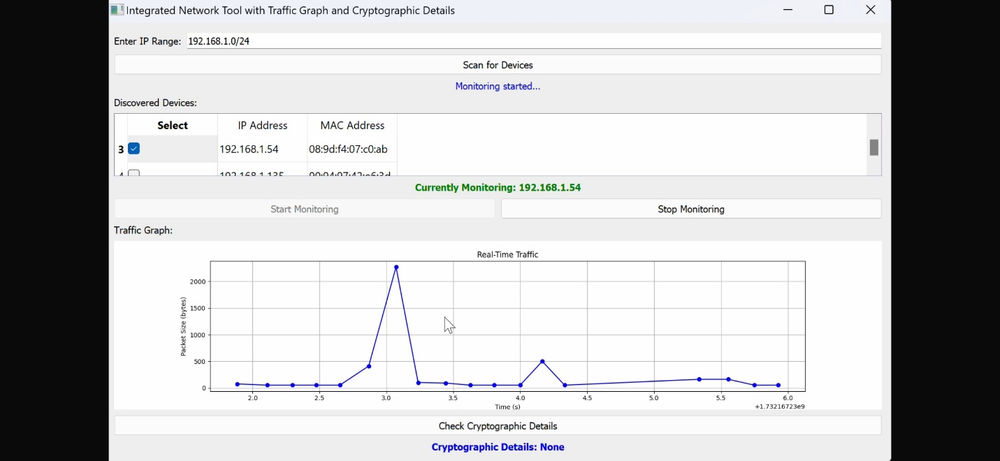 Integrated Network Tool with Traffic Graph and Cryptographic Details
Enter IP Range: 192.168.1.0/24
Scan for Devices
Monitoring started...
Discovered Devices:
Select IP Address MAC Address
3 192.168.1.54 08:9d:f4:07:c0:ab
4 192.168.1.135
Currently Monitoring: 192.168.1.54
Start Monitoring Stop Monitoring
Traffic Graph:
Real-Time Traffic
Packet Size (bytes)
2000
1500
1000
500
0
2.0 2.5 3.0 3.5 4.0 4.5 5.0 5.5 6.0
Time (s)
+1.73216723e9
Check Cryptographic Details
Cryptographic Details: None